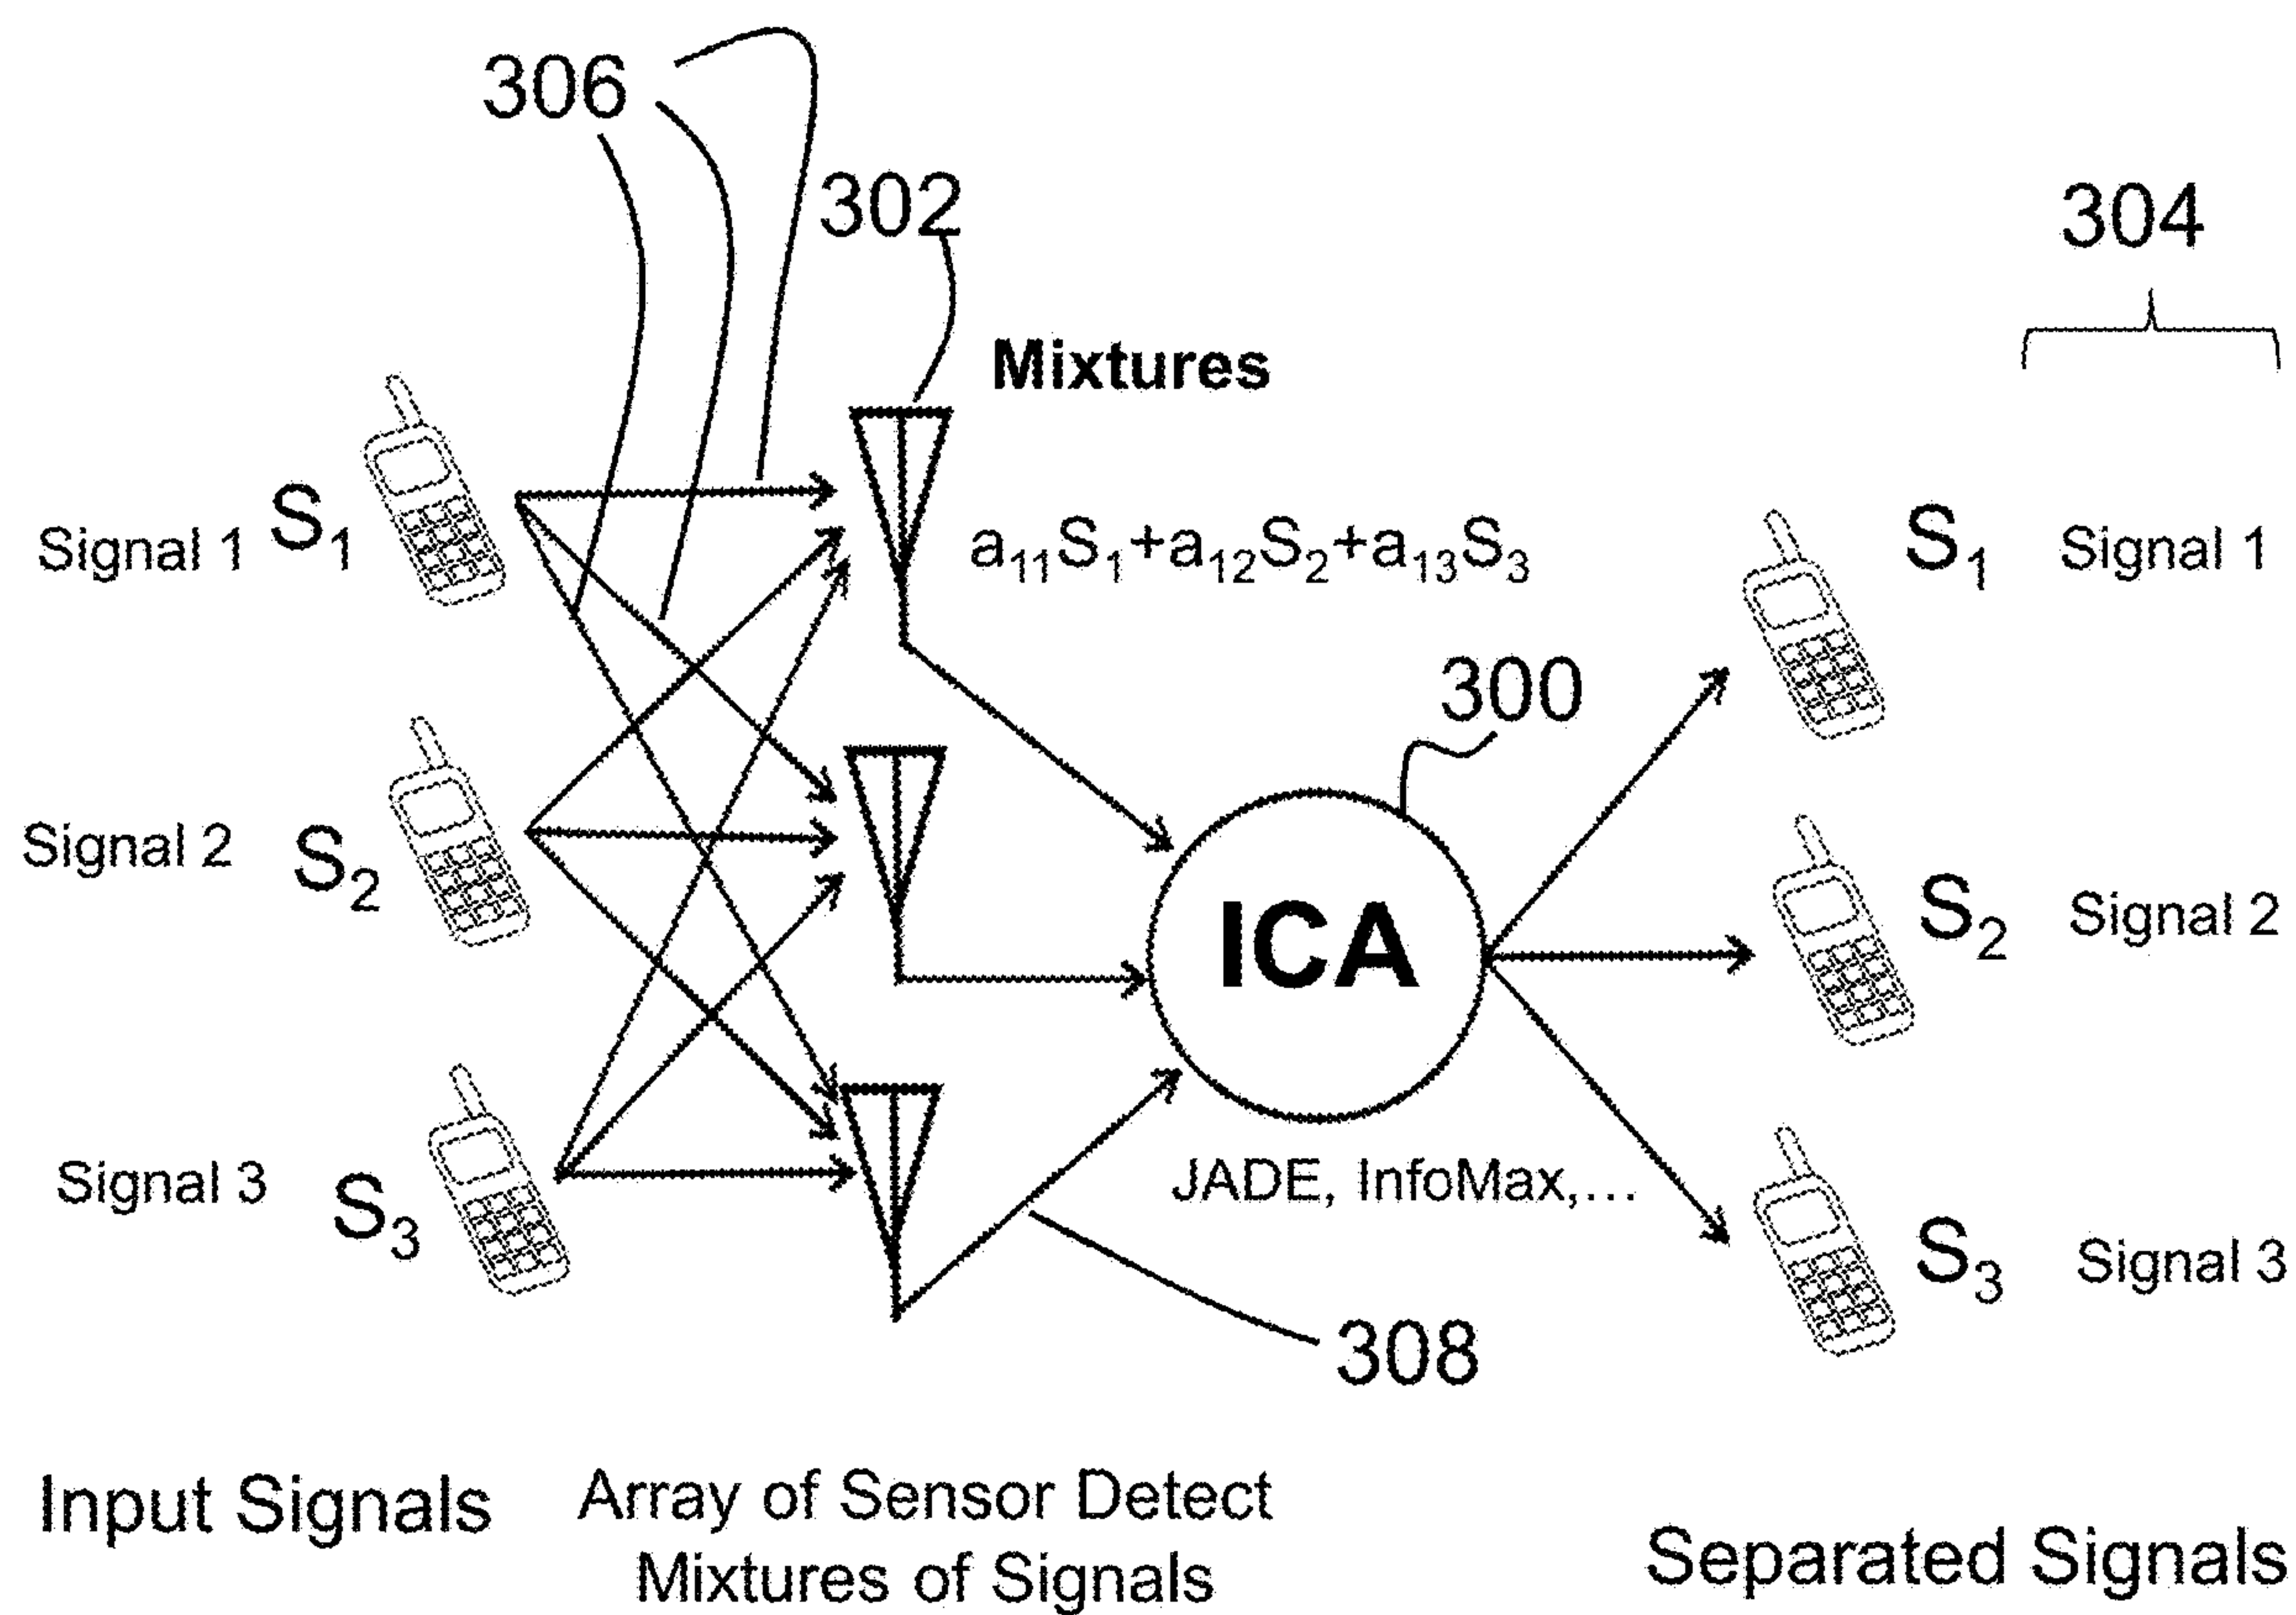 306
302
304
Mixtures
Signal 1 S₁
a₁₁S₁+a₁₂S₂+a₁₃S₃
S₁ Signal 1
300
Signal 2 S₂
ICA
S₂ Signal 2
Signal 3 S₃
JADE, InfoMax,...
S₃ Signal 3
308
Input Signals
Array of Sensor Detect
Mixtures of Signals
Separated Signals